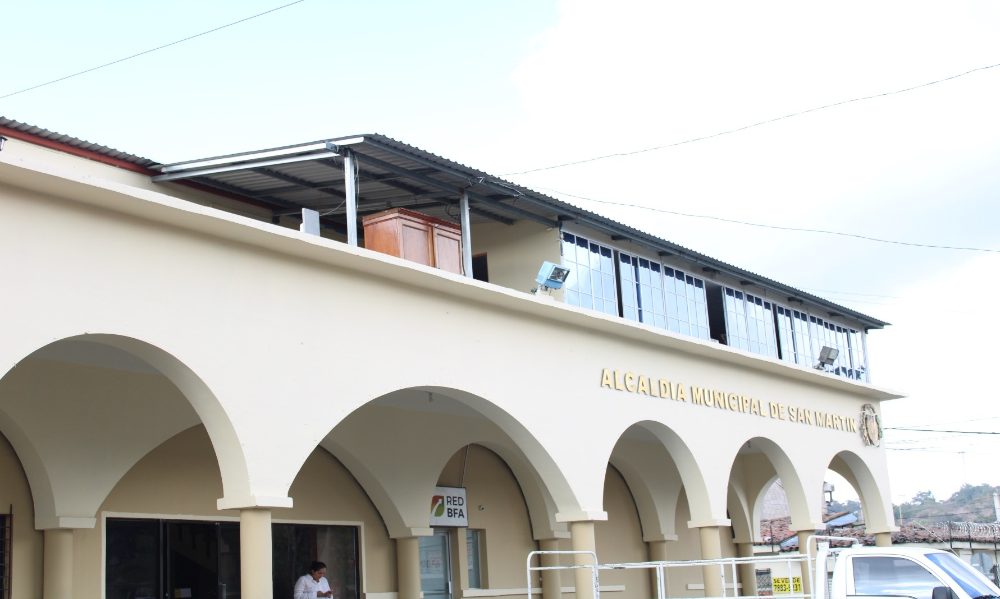 ALCALDIA MUNICIPAL DE SAN MARTIN
RED
BFA
SE VENDE